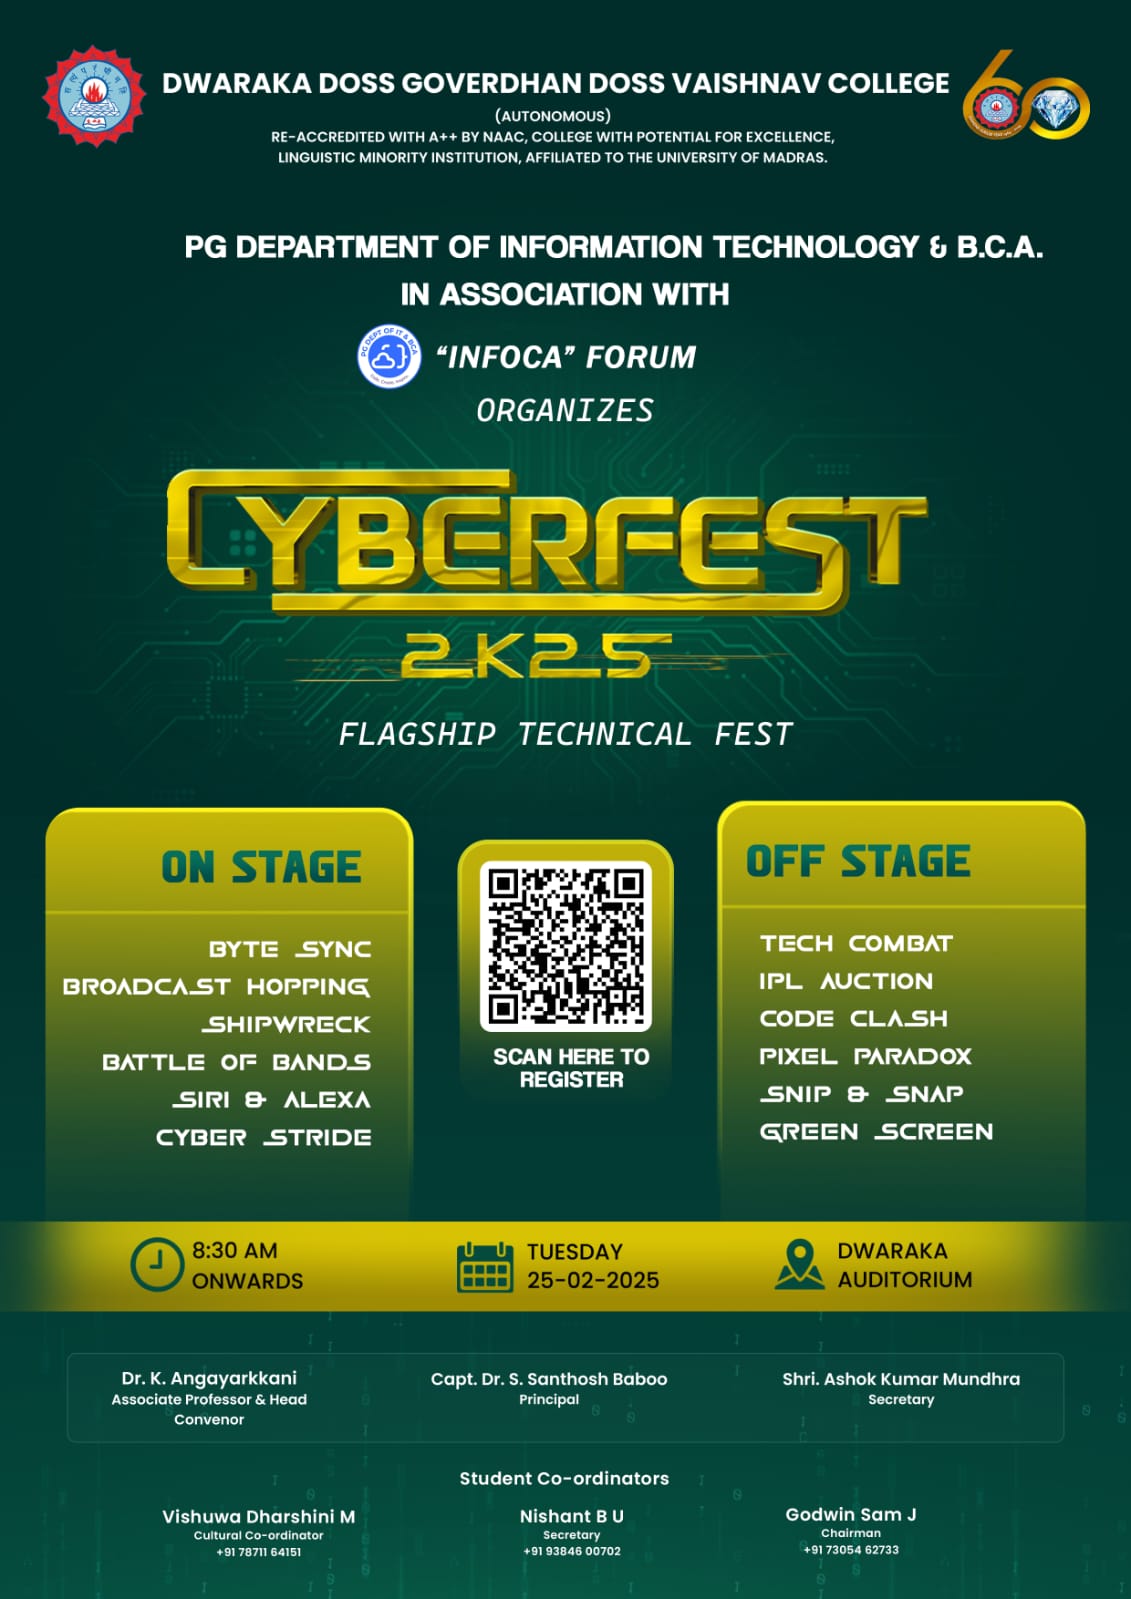 DWARAKA DOSS GOVERDHAN DOSS VAISHNAV COLLEGE
(AUTONOMOUS)
RE-ACCREDITED WITH A++ BY NAAC, COLLEGE WITH POTENTIAL FOR EXCELLENCE,
LINGUISTIC MINORITY INSTITUTION, AFFILIATED TO THE UNIVERSITY OF MADRAS.
60
PG DEPARTMENT OF INFORMATION TECHNOLOGY & B.C.A.
IN ASSOCIATION WITH
PG DEPT OF IT & BCA
“INFOCA” FORUM
ORGANIZES
CYBERFEST
2K25
FLAGSHIP TECHNICAL FEST
ON STAGE
BYTE SYNC
BROADCAST HOPPING
SHIPWRECK
BATTLE OF BANDS
SIRI & ALEXA
CYBER STRIDE
SCAN HERE TO
REGISTER
OFF STAGE
TECH COMBAT
IPL AUCTION
CODE CLASH
PIXEL PARADOX
SNIP & SNAP
GREEN SCREEN
8:30 AM
ONWARDS
TUESDAY
25-02-2025
DWARAKA
AUDITORIUM
Dr. K. Angayarkkani
Associate Professor & Head
Convenor
Capt. Dr. S. Santhosh Baboo
Principal
Shri. Ashok Kumar Mundhra
Secretary
Student Co-ordinators
Vishuwa Dharshini M
Cultural Co-ordinator
+91 78711 64151
Nishant B U
Secretary
+91 93846 00702
Godwin Sam J
Chairman
+91 73054 62733